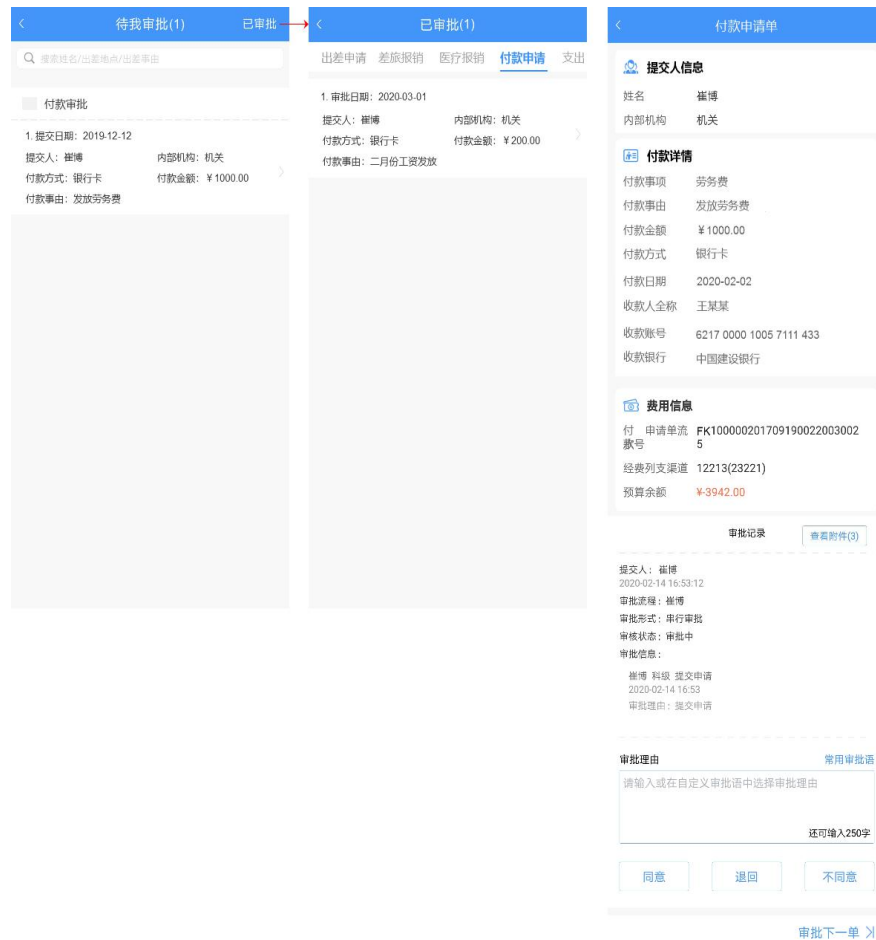 待我审批(1)
已审批
搜索姓名/出差地点/出差事由
付款审批
1. 提交日期：2019-12-12
提交人：崔博 内部机构：机关
付款方式：银行卡 付款金额：¥1000.00
付款事由：发放劳务费
已审批(1)
出差申请 差旅报销 医疗报销 付款申请 支出
1. 审批日期：2020-03-01
提交人：崔博 内部机构：机关
付款方式：银行卡 付款金额：¥200.00
付款事由：二月份工资发放
付款申请单
提交人信息
姓名 崔博
内部机构 机关
付款详情
付款事项 劳务费
付款事由 发放劳务费
付款金额 ¥1000.00
付款方式 银行卡
付款日期 2020-02-02
收款人全称 王某某
收款账号 6217 0000 1005 7111 433
收款银行 中国建设银行
费用信息
付 申请单流 FK100000201709190022003002
款号 5
经费列支渠道 12213(23221)
预算余额 ¥-3942.00
审批记录 查看附件(3)
提交人：崔博
2020-02-14 16:53:12
审批流程：崔博
审批形式：串行审批
审核状态：审批中
审批信息：
崔博 科级 提交申请
2020-02-14 16:53
审批理由：提交申请
审批理由 常用审批语
请输入或在自定义审批语中选择审批理由
还可输入250字
同意 退回 不同意
审批下一单